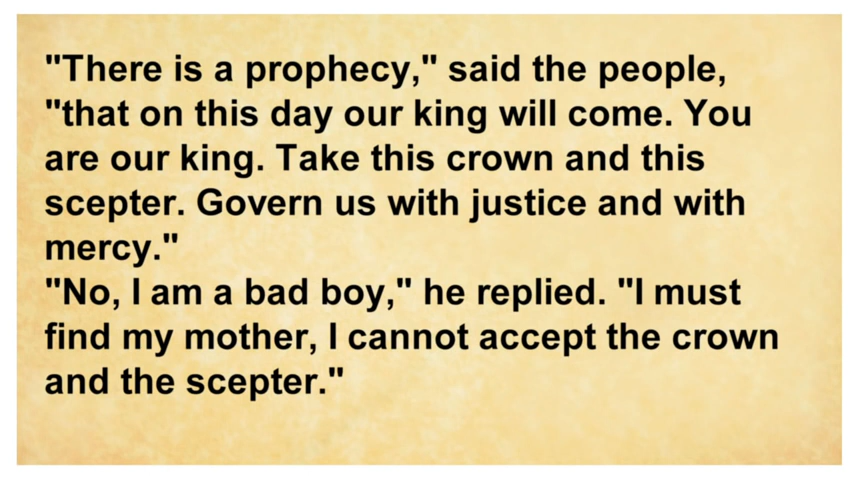 "There is a prophecy," said the people,
"that on this day our king will come. You
are our king. Take this crown and this
scepter. Govern us with justice and with
mercy."
"No, I am a bad boy," he replied. "I must
find my mother, I cannot accept the crown
and the scepter."